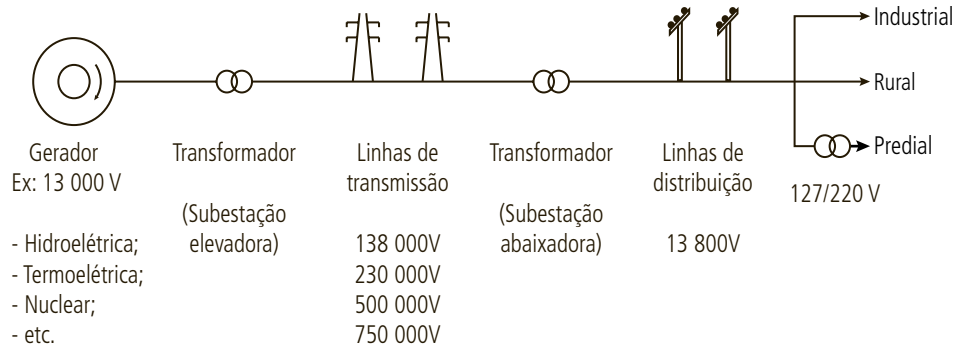 Industrial
Rural
Predial
127/220 V
Gerador
Ex: 13 000 V
- Hidroelétrica;
- Termoelétrica;
- Nuclear;
- etc.
Transformador
(Subestação
elevadora)
Linhas de
transmissão
138 000V
230 000V
500 000V
750 000V
Transformador
(Subestação
abaixadora)
Linhas de
distribuição
13 800V